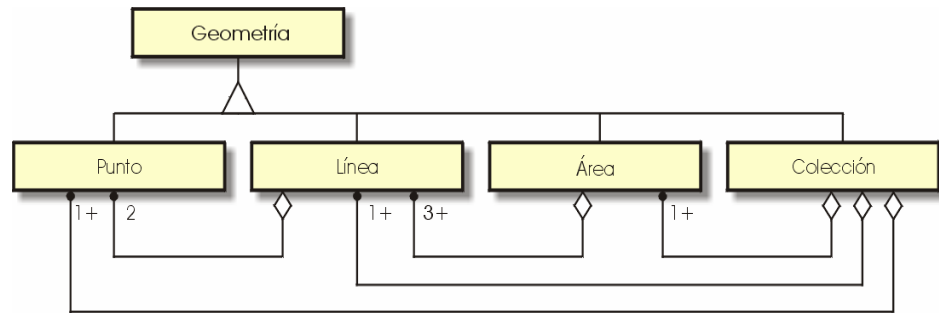 Geometría
Punto
Línea
Área
Colección
1+
2
1+
3+
1+